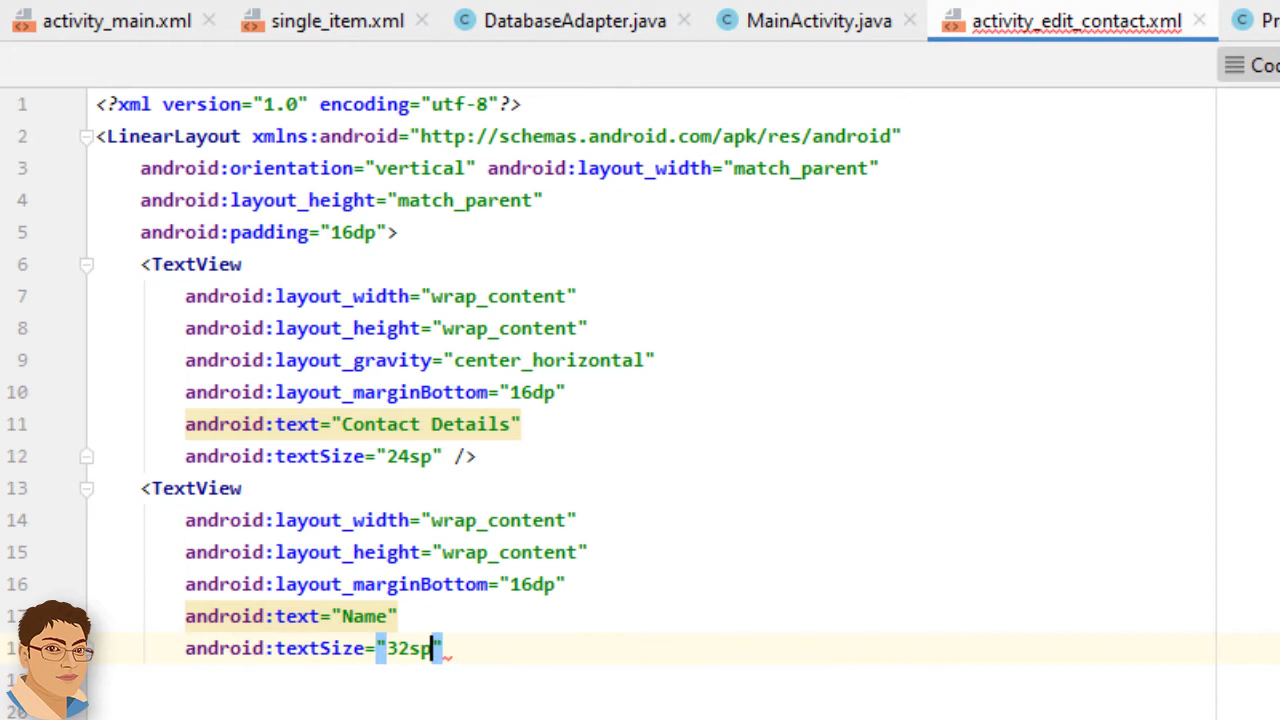 activity_main.xml single_item.xml DatabaseAdapter.java MainActivity.java activity_edit_contact.xml
1 <?xml version="1.0" encoding="utf-8"?>
2 <LinearLayout xmlns:android="http://schemas.android.com/apk/res/android"
3 android:orientation="vertical" android:layout_width="match_parent"
4 android:layout_height="match_parent"
5 android:padding="16dp">
6 <TextView
7 android:layout_width="wrap_content"
8 android:layout_height="wrap_content"
9 android:layout_gravity="center_horizontal"
10 android:layout_marginBottom="16dp"
11 android:text="Contact Details"
12 android:textSize="24sp" />
13 <TextView
14 android:layout_width="wrap_content"
15 android:layout_height="wrap_content"
16 android:layout_marginBottom="16dp"
android:text="Name"
android:textSize="32sp"